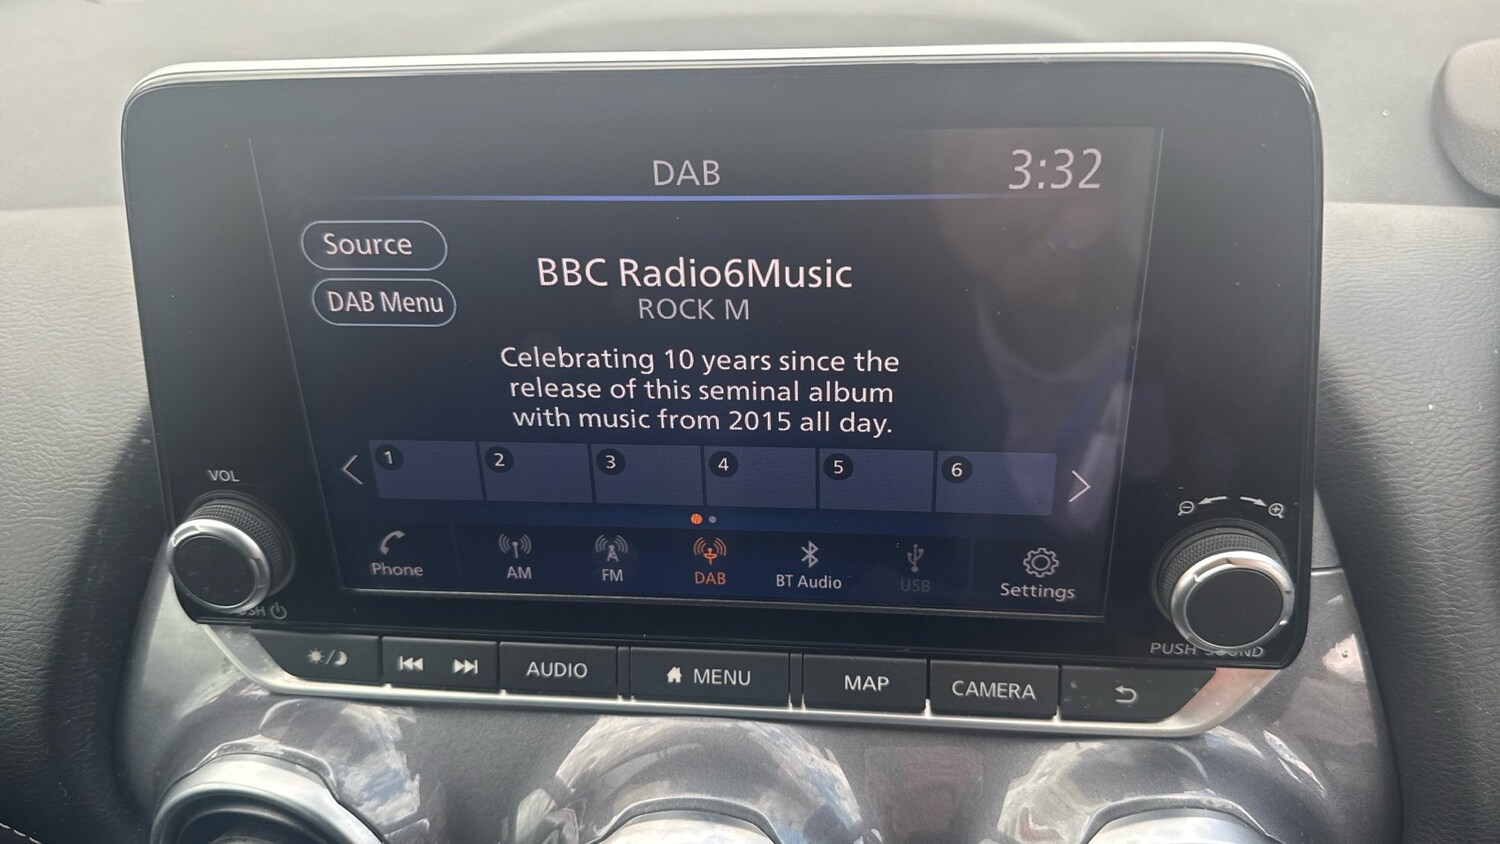 DAB
3:32
Source
DAB Menu
BBC Radio6Music
ROCK M
Celebrating 10 years since the
release of this seminal album
with music from 2015 all day.
1 2 3 4 5 6
VOL
Phone AM FM DAB BT Audio USB Settings
PUSH SOUND
AUDIO MENU MAP CAMERA